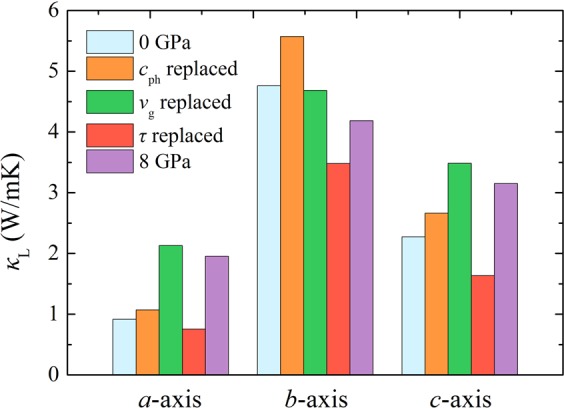 6
5
4
3
2
1
0
κL (W/mK)
0 GPa
cph replaced
vg replaced
τ replaced
8 GPa
a-axis b-axis c-axis